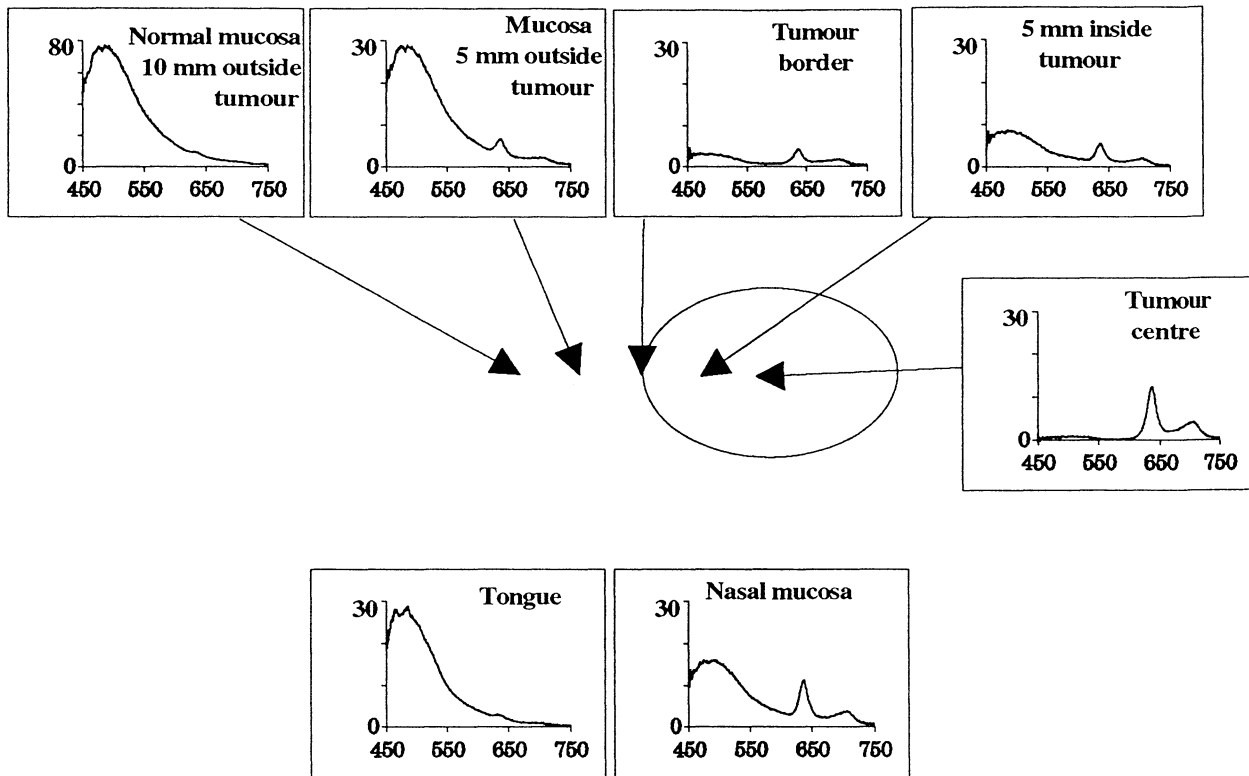 Normal mucosa
10 mm outside
tumour
80
0
450 550 650 750
Mucosa
5 mm outside
tumour
30
0
450 550 650 750
Tumour
border
30
0
450 550 650 750
5 mm inside
tumour
30
0
450 550 650 750
Tumour
centre
30
0
450 550 650 750
Tongue
30
0
450 550 650 750
Nasal mucosa
30
0
450 550 650 750